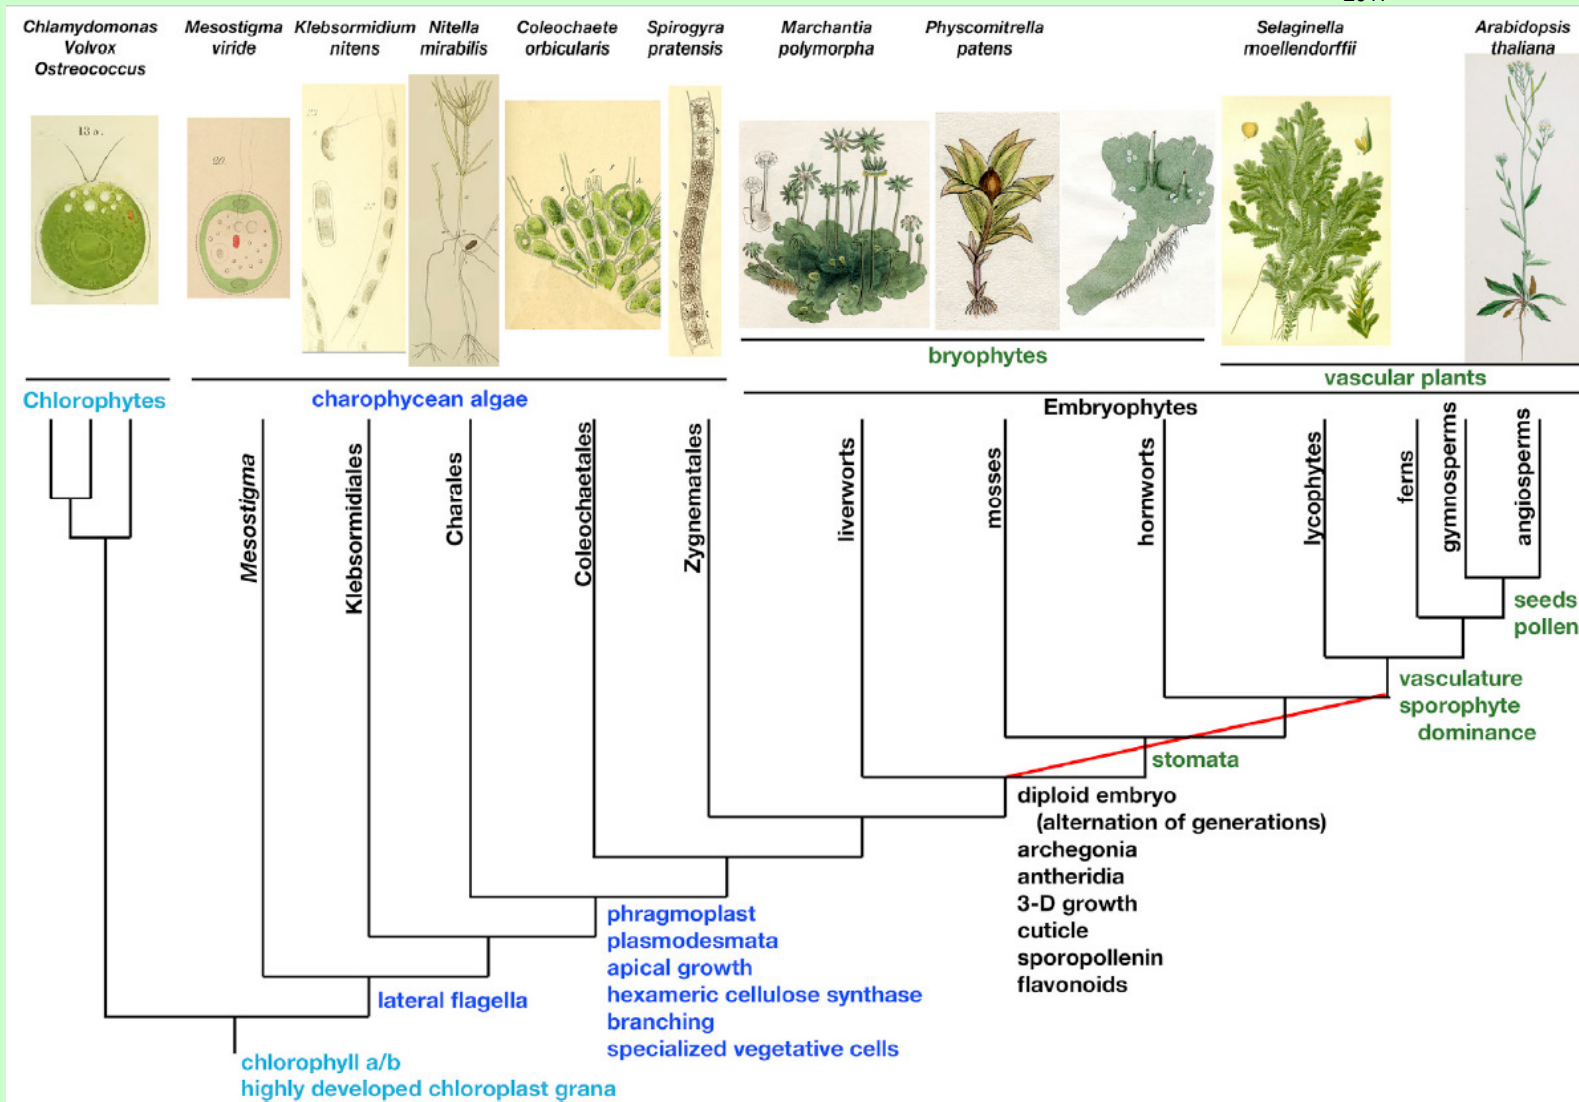 Chlamydomonas
Volvox
Ostreococcus
Mesostigma
viride
Klebsormidium
nitens
Nitella
mirabilis
Coleochaete
orbicularis
Spirogyra
pratensis
Marchantia
polymorpha
Physcomitrella
patens
Selaginella
moellendorffii
Arabidopsis
thaliana
13a.
20.
bryophytes
vascular plants
Chlorophytes
charophycean algae
Embryophytes
Mesostigma
Klebsormidiales
Charales
Coleochaetales
Zygnematales
liverworts
mosses
hornworts
lycophytes
ferns
gymnosperms
angiosperms
seeds
pollen
vasculature
sporophyte
dominance
stomata
diploid embryo
(alternation of generations)
archegonia
antheridia
3-D growth
cuticle
sporopollenin
flavonoids
phragmoplast
plasmodesmata
apical growth
hexameric cellulose synthase
branching
specialized vegetative cells
lateral flagella
chlorophyll a/b
highly developed chloroplast grana